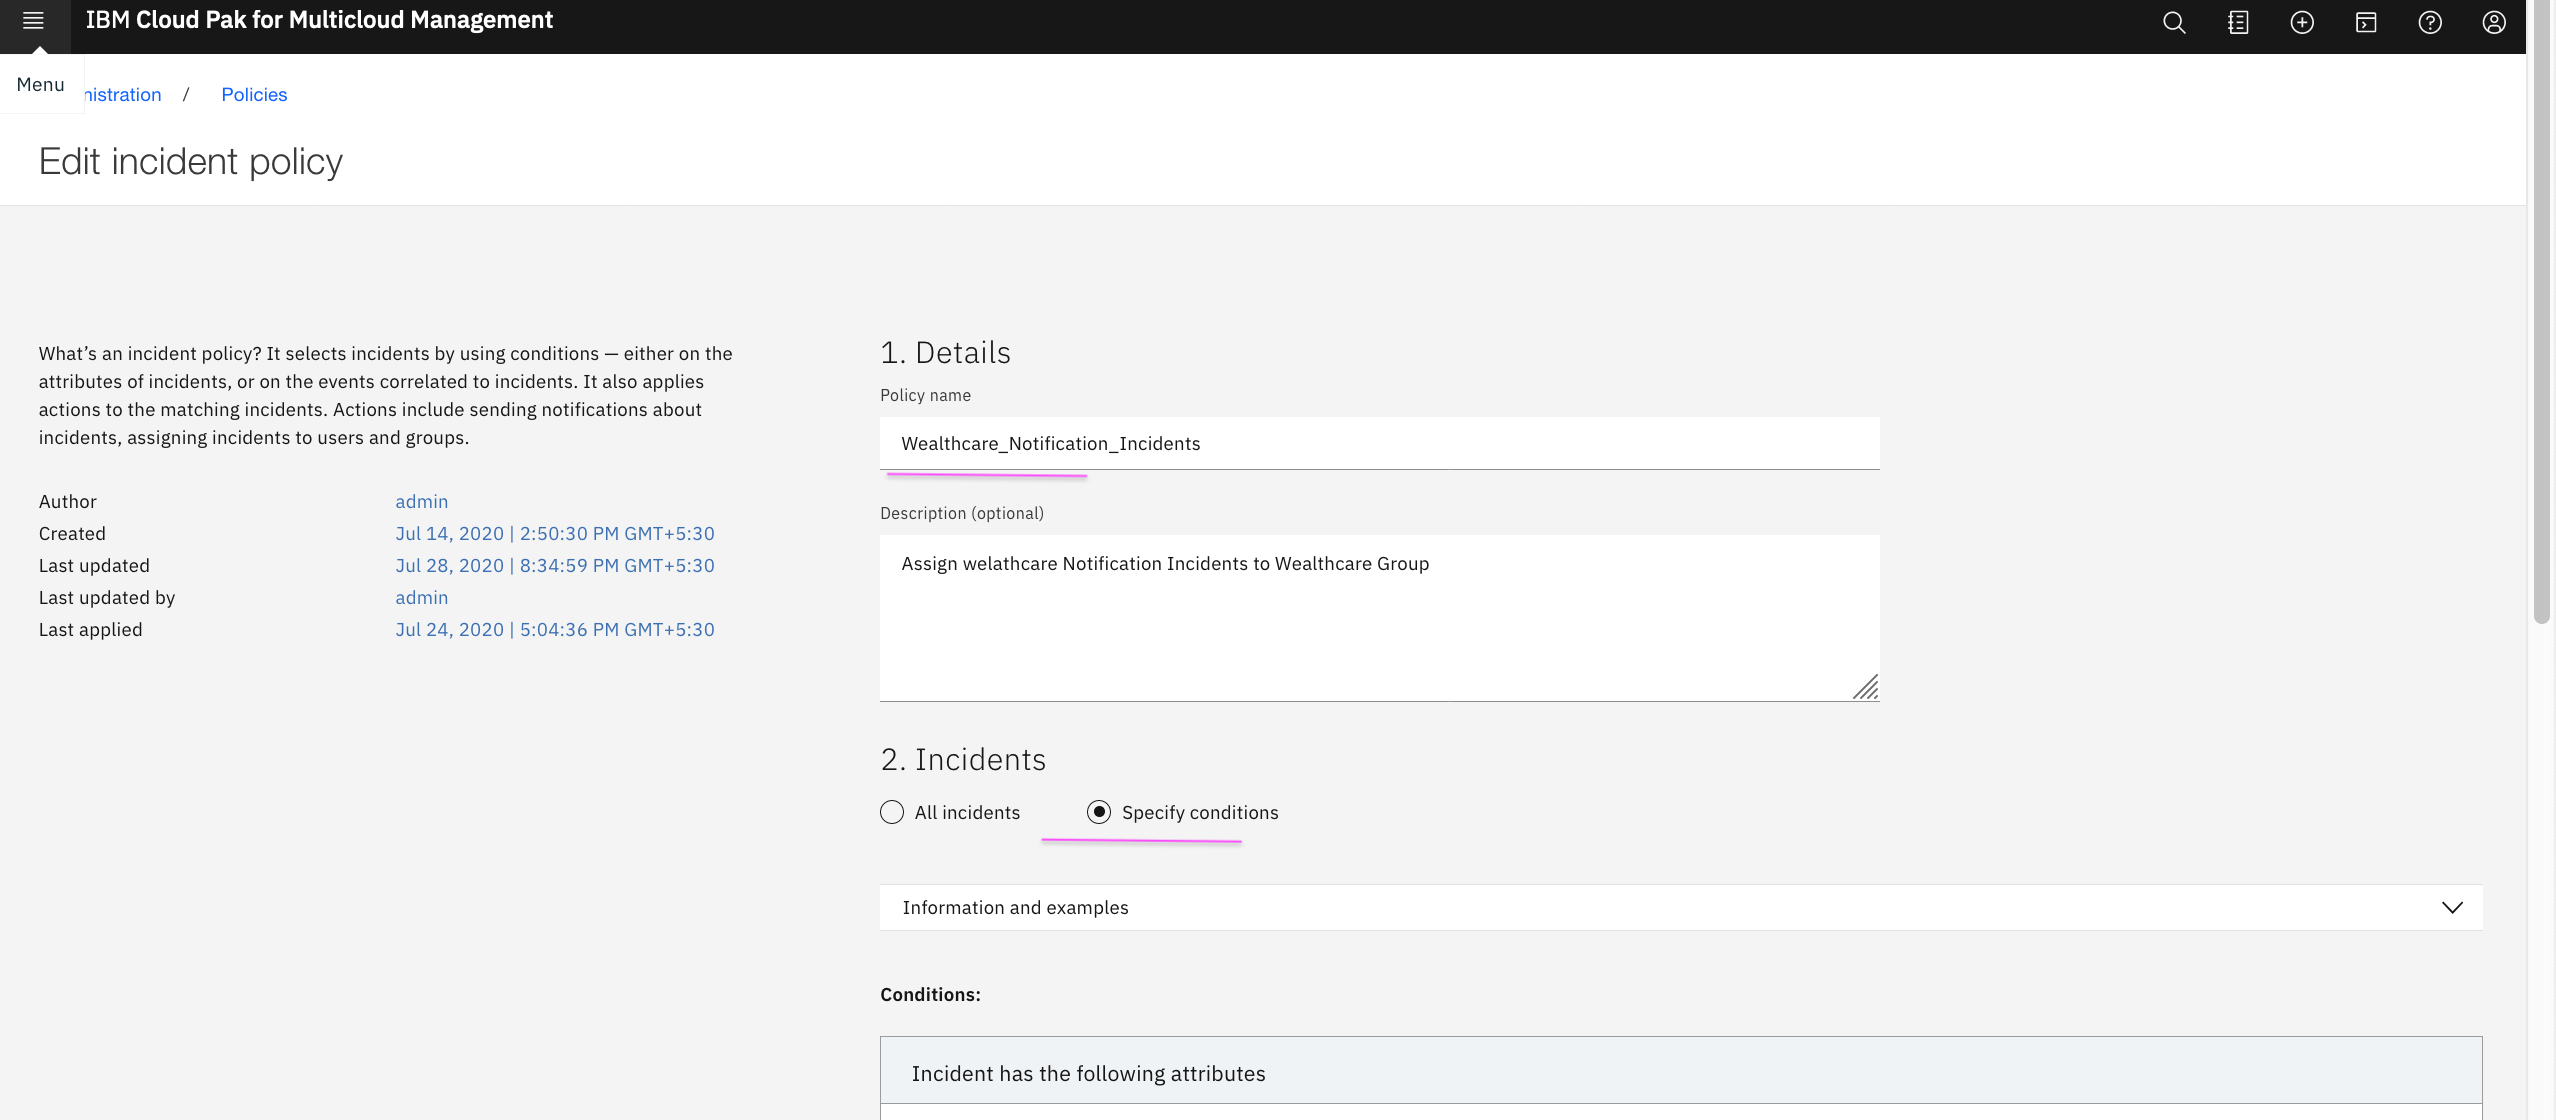 IBM Cloud Pak for Multicloud Management
Menu
nistration / Policies
Edit incident policy
What's an incident policy? It selects incidents by using conditions — either on the
attributes of incidents, or on the events correlated to incidents. It also applies
actions to the matching incidents. Actions include sending notifications about
incidents, assigning incidents to users and groups.
Author admin
Created Jul 14, 2020 | 2:50:30 PM GMT+5:30
Last updated Jul 28, 2020 | 8:34:59 PM GMT+5:30
Last updated by admin
Last applied Jul 24, 2020 | 5:04:36 PM GMT+5:30
1. Details
Policy name
Wealthcare_Notification_Incidents
Description (optional)
Assign welathcare Notification Incidents to Wealthcare Group
2. Incidents
All incidents Specify conditions
Information and examples
Conditions:
Incident has the following attributes